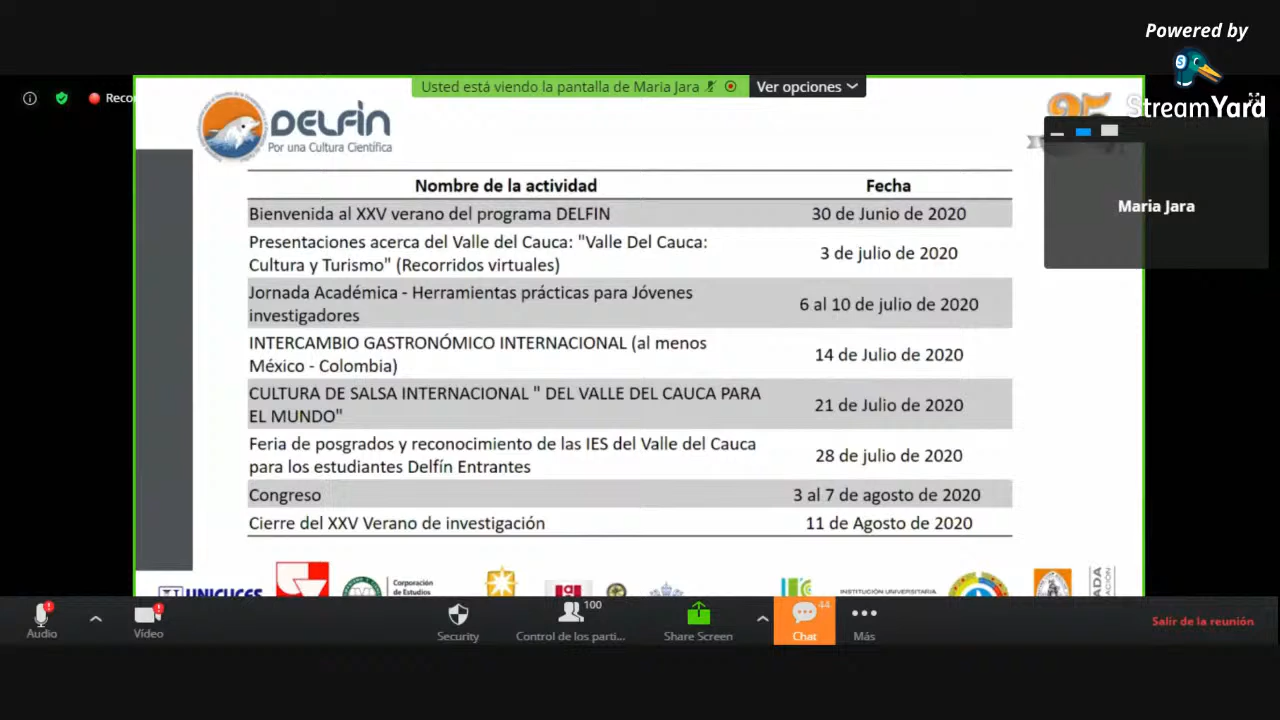 Powered by
StreamYard
Usted está viendo la pantalla de Maria Jara
Ver opciones
DELFIN
Por una Cultura Científica
Maria Jara
Nombre de la actividad Fecha
Bienvenida al XXV verano del programa DELFIN 30 de Junio de 2020
Presentaciones acerca del Valle del Cauca: "Valle Del Cauca:
Cultura y Turismo" (Recorridos virtuales) 3 de julio de 2020
Jornada Académica - Herramientas prácticas para Jóvenes
investigadores 6 al 10 de julio de 2020
INTERCAMBIO GASTRONÓMICO INTERNACIONAL (al menos
México - Colombia) 14 de Julio de 2020
CULTURA DE SALSA INTERNACIONAL " DEL VALLE DEL CAUCA PARA
EL MUNDO" 21 de Julio de 2020
Feria de posgrados y reconocimiento de las IES del Valle del Cauca
para los estudiantes Delfín Entrantes 28 de julio de 2020
Congreso 3 al 7 de agosto de 2020
Cierre del XXV Verano de investigación 11 de Agosto de 2020
Corporación
de Estudios
INSTITUCIÓN UNIVERSITARIA
Audio
Vídeo
Security
Control de los parti...
100
Share Screen
Chat
44
Más
Salir de la reunión